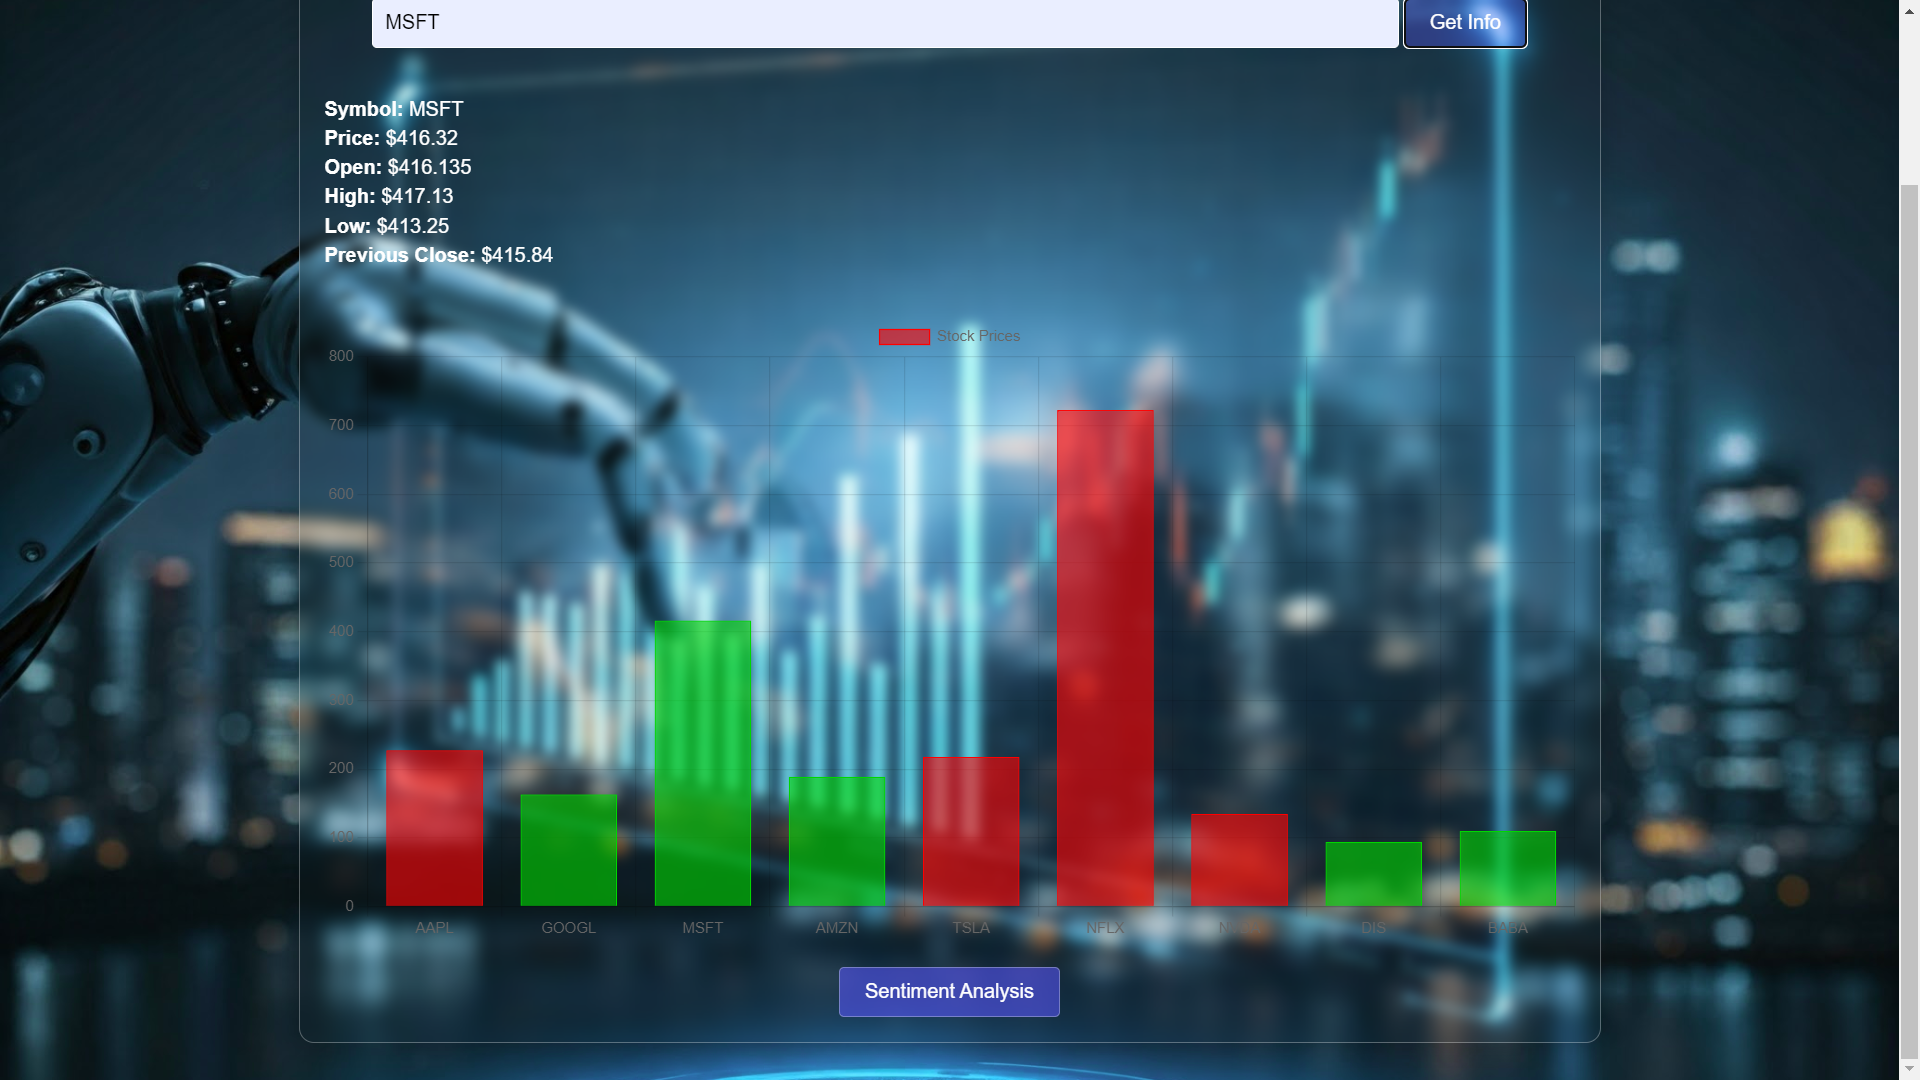 MSFT
Get Info
Symbol: MSFT
Price: $416.32
Open: $416.135
High: $417.13
Low: $413.25
Previous Close: $415.84
Stock Prices
800
700
600
500
400
300
200
100
0
AAPL GOOGL MSFT AMZN TSLA NFLX DIS BABA
Sentiment Analysis